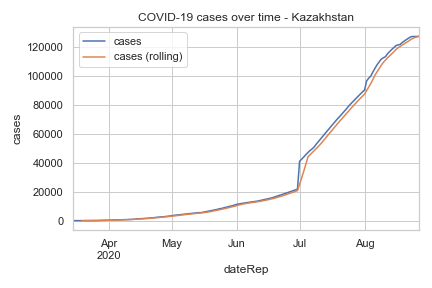 COVID-19 cases over time - Kazakhstan
cases
cases (rolling)
120000
100000
80000
60000
40000
20000
0
cases
Apr
2020
May
Jun
Jul
Aug
dateRep